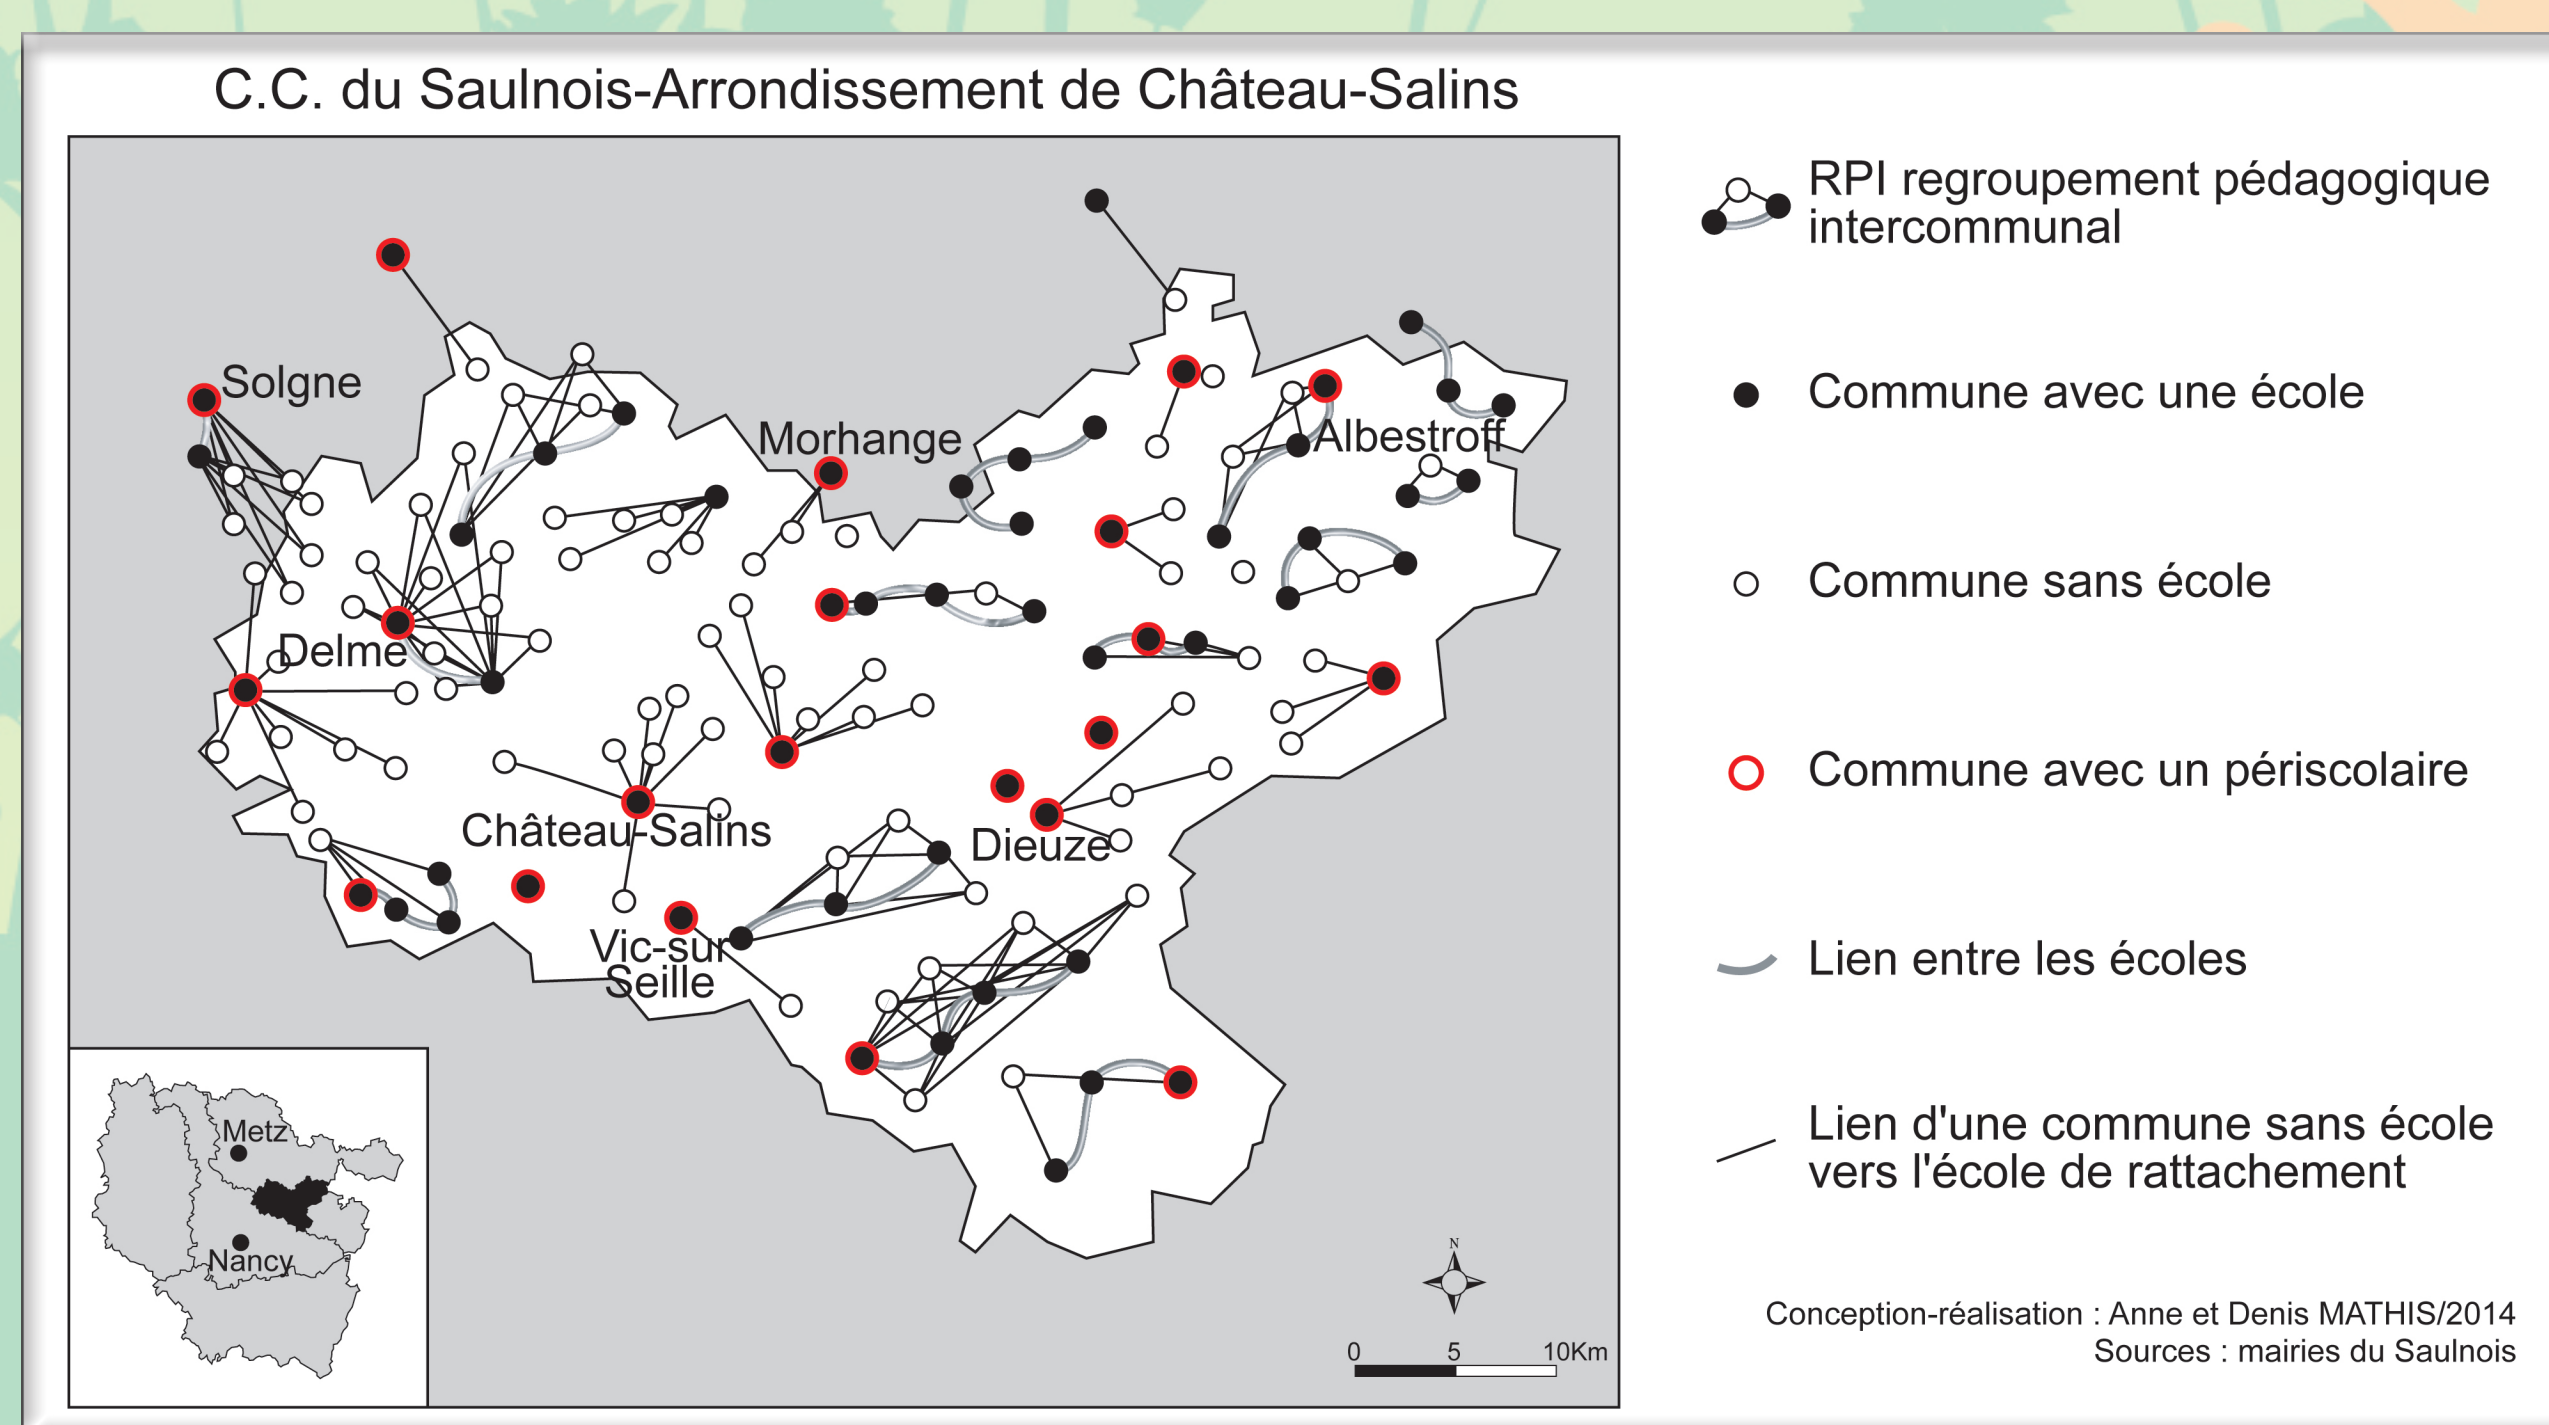 C.C. du Saulnois-Arrondissement de Château-Salins
Solgne
Morhange
Albestroff
Delme
Château-Salins
Dieuze
Vic-sur
Seille
Metz
Nancy
N
0 5 10Km
RPI regroupement pédagogique
intercommunal
Commune avec une école
Commune sans école
Commune avec un périscolaire
Lien entre les écoles
Lien d'une commune sans école
vers l'école de rattachement
Conception-réalisation : Anne et Denis MATHIS/2014
Sources : mairies du Saulnois